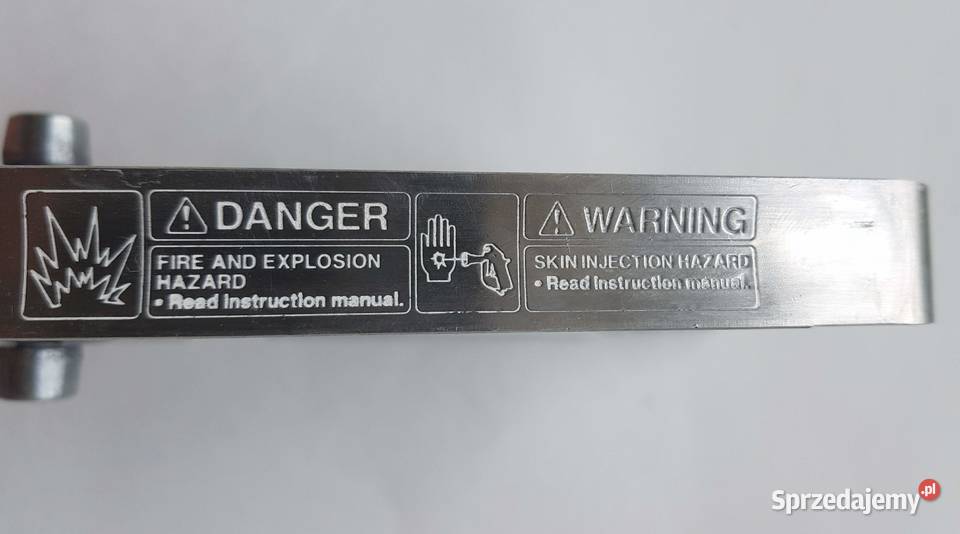 DANGER
FIRE AND EXPLOSION
HAZARD
• Read instruction manual.
WARNING
SKIN INJECTION HAZARD
• Read instruction manual.
Sprzedajemy.pl